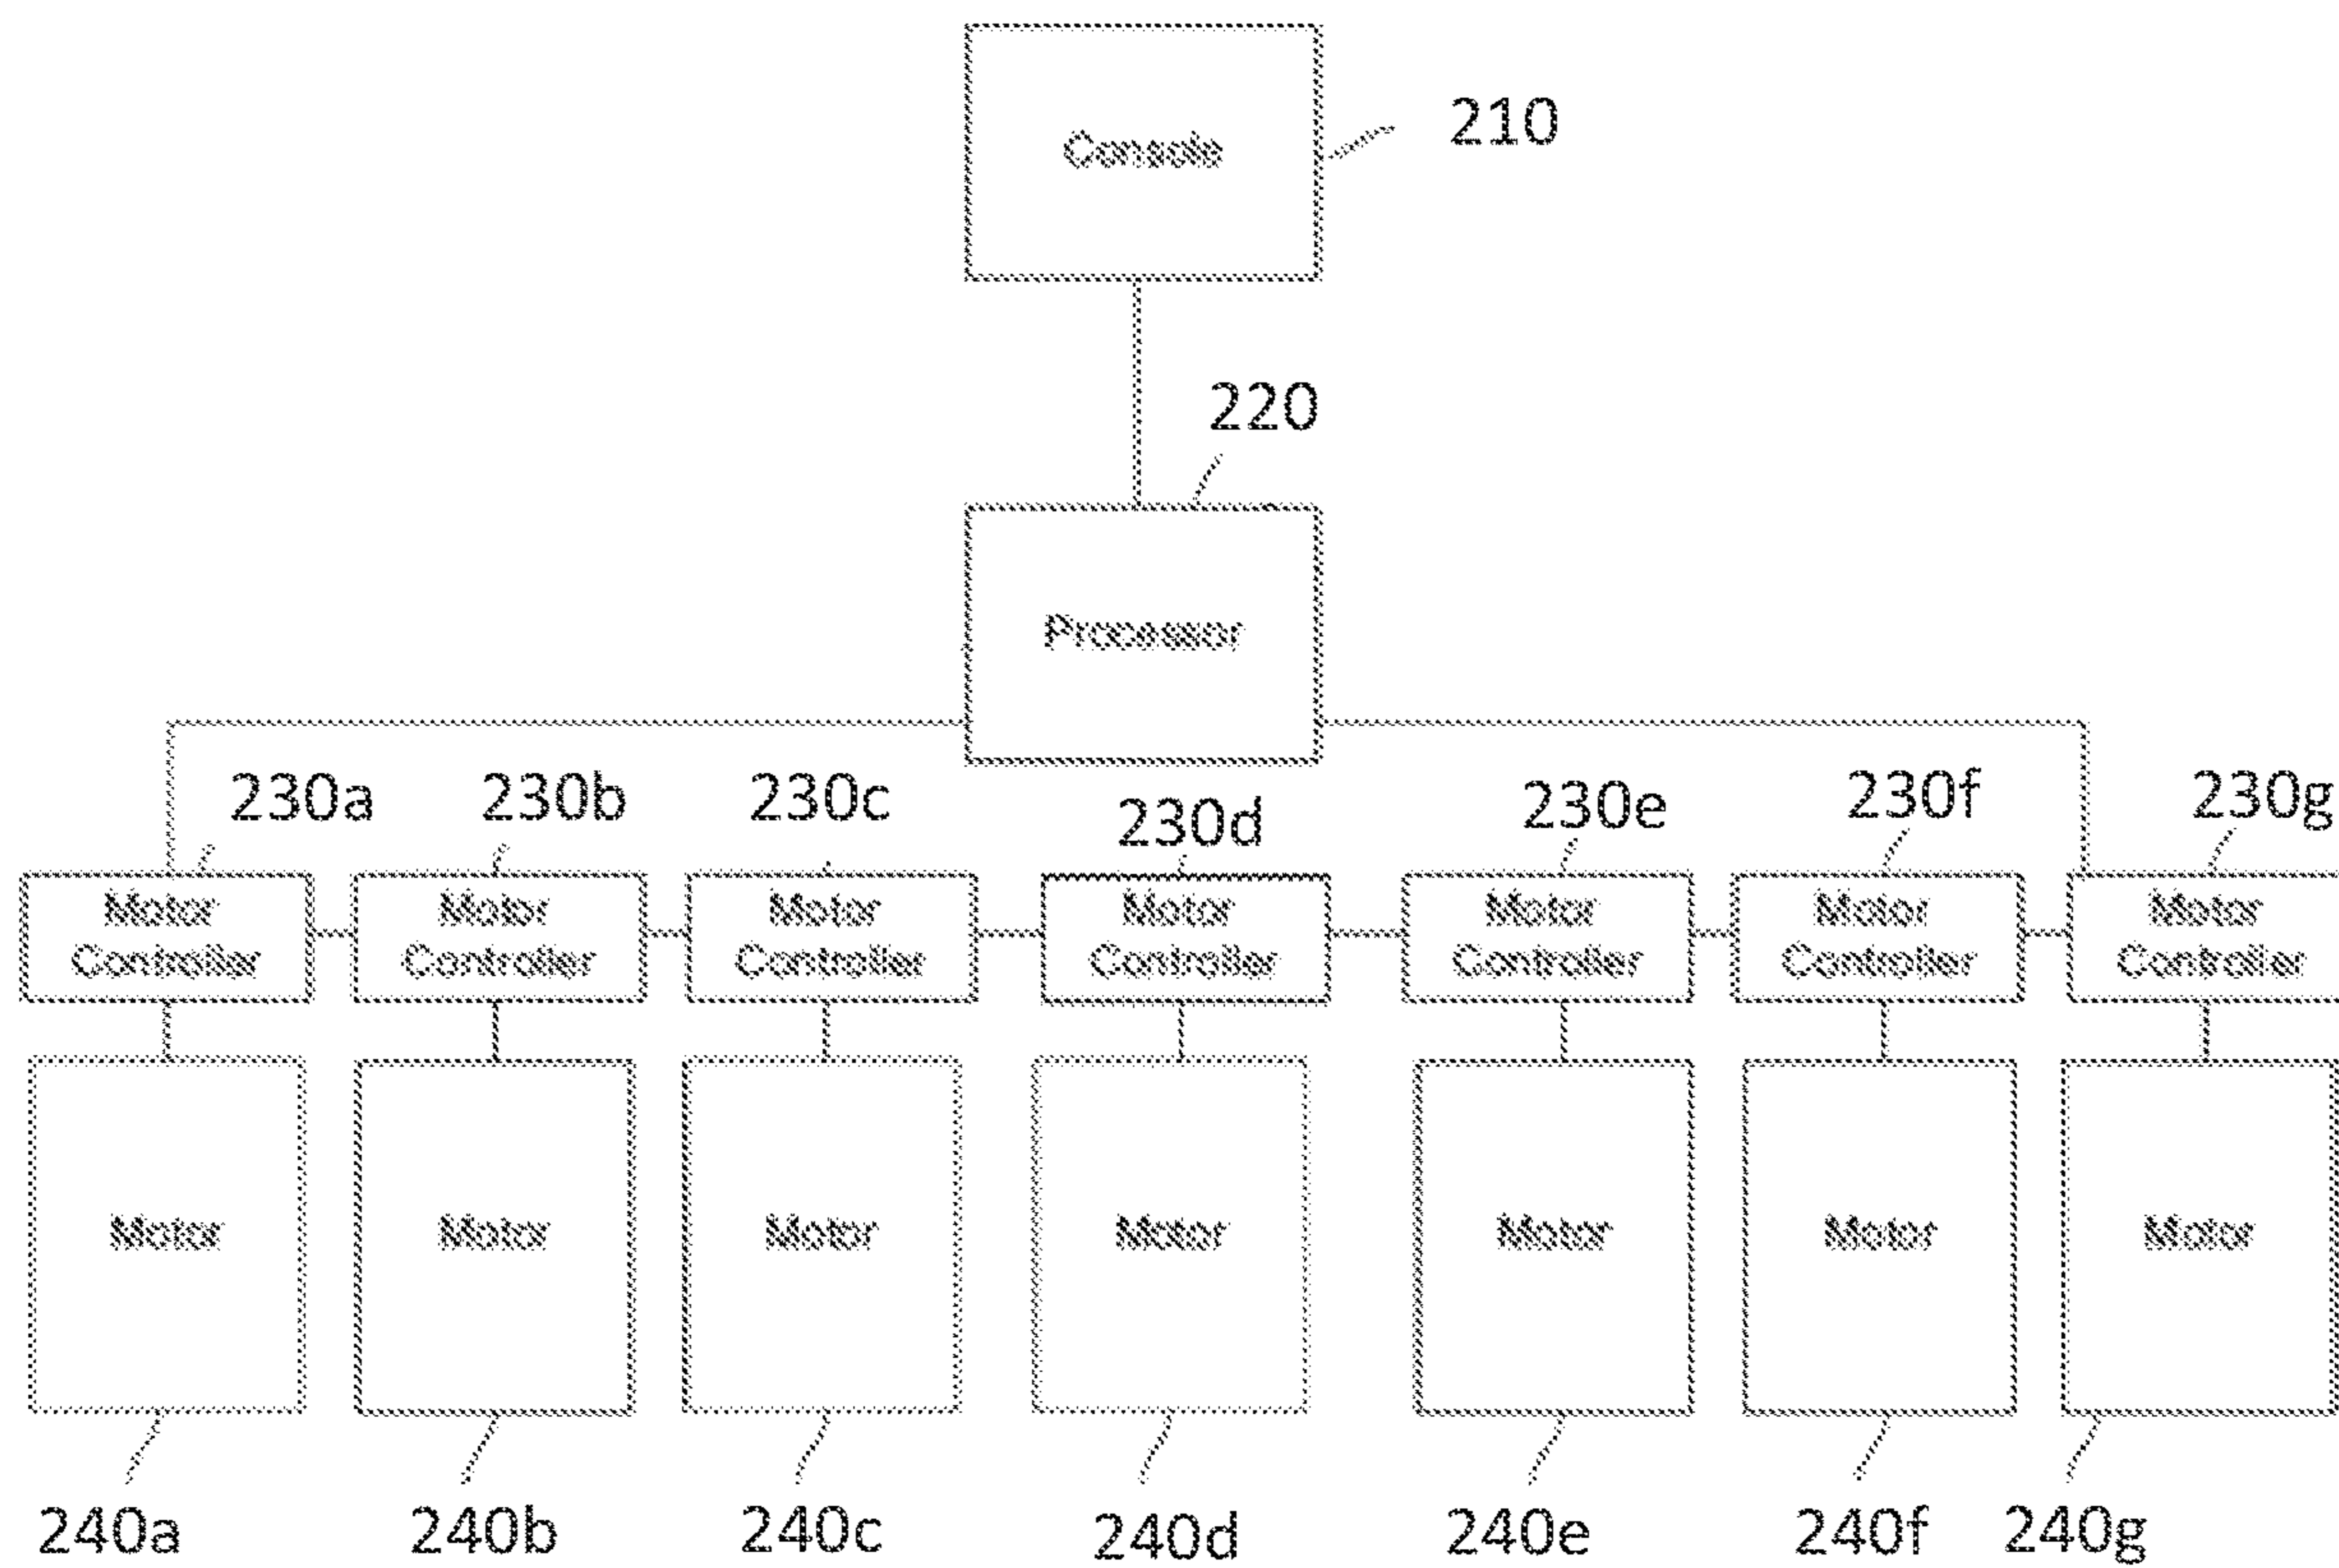 Console
210
220
Processor
230a
230b
230c
230d
230e
230f
230g
Motor
Controller
Motor
Controller
Motor
Controller
Motor
Controller
Motor
Controller
Motor
Controller
Motor
Controller
Motor
Motor
Motor
Motor
Motor
Motor
Motor
240a
240b
240c
240d
240e
240f
240g